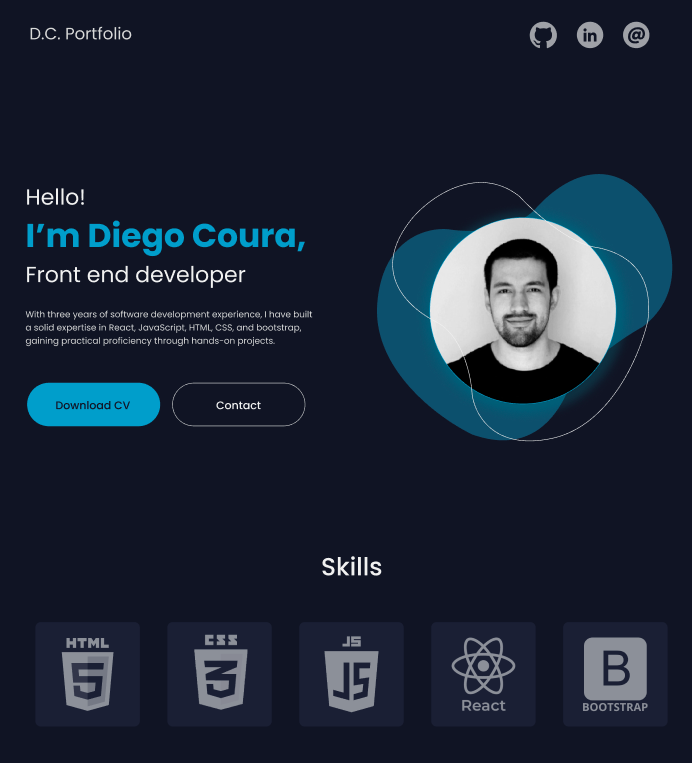 D.C. Portfolio
in @
Hello!
I’m Diego Coura,
Front end developer
With three years of software development experience, I have built
a solid expertise in React, JavaScript, HTML, CSS, and bootstrap,
gaining practical proficiency through hands-on projects.
Download CV
Contact
Skills
HTML
5
CSS
3
JS
JS
React
B
BOOTSTRAP